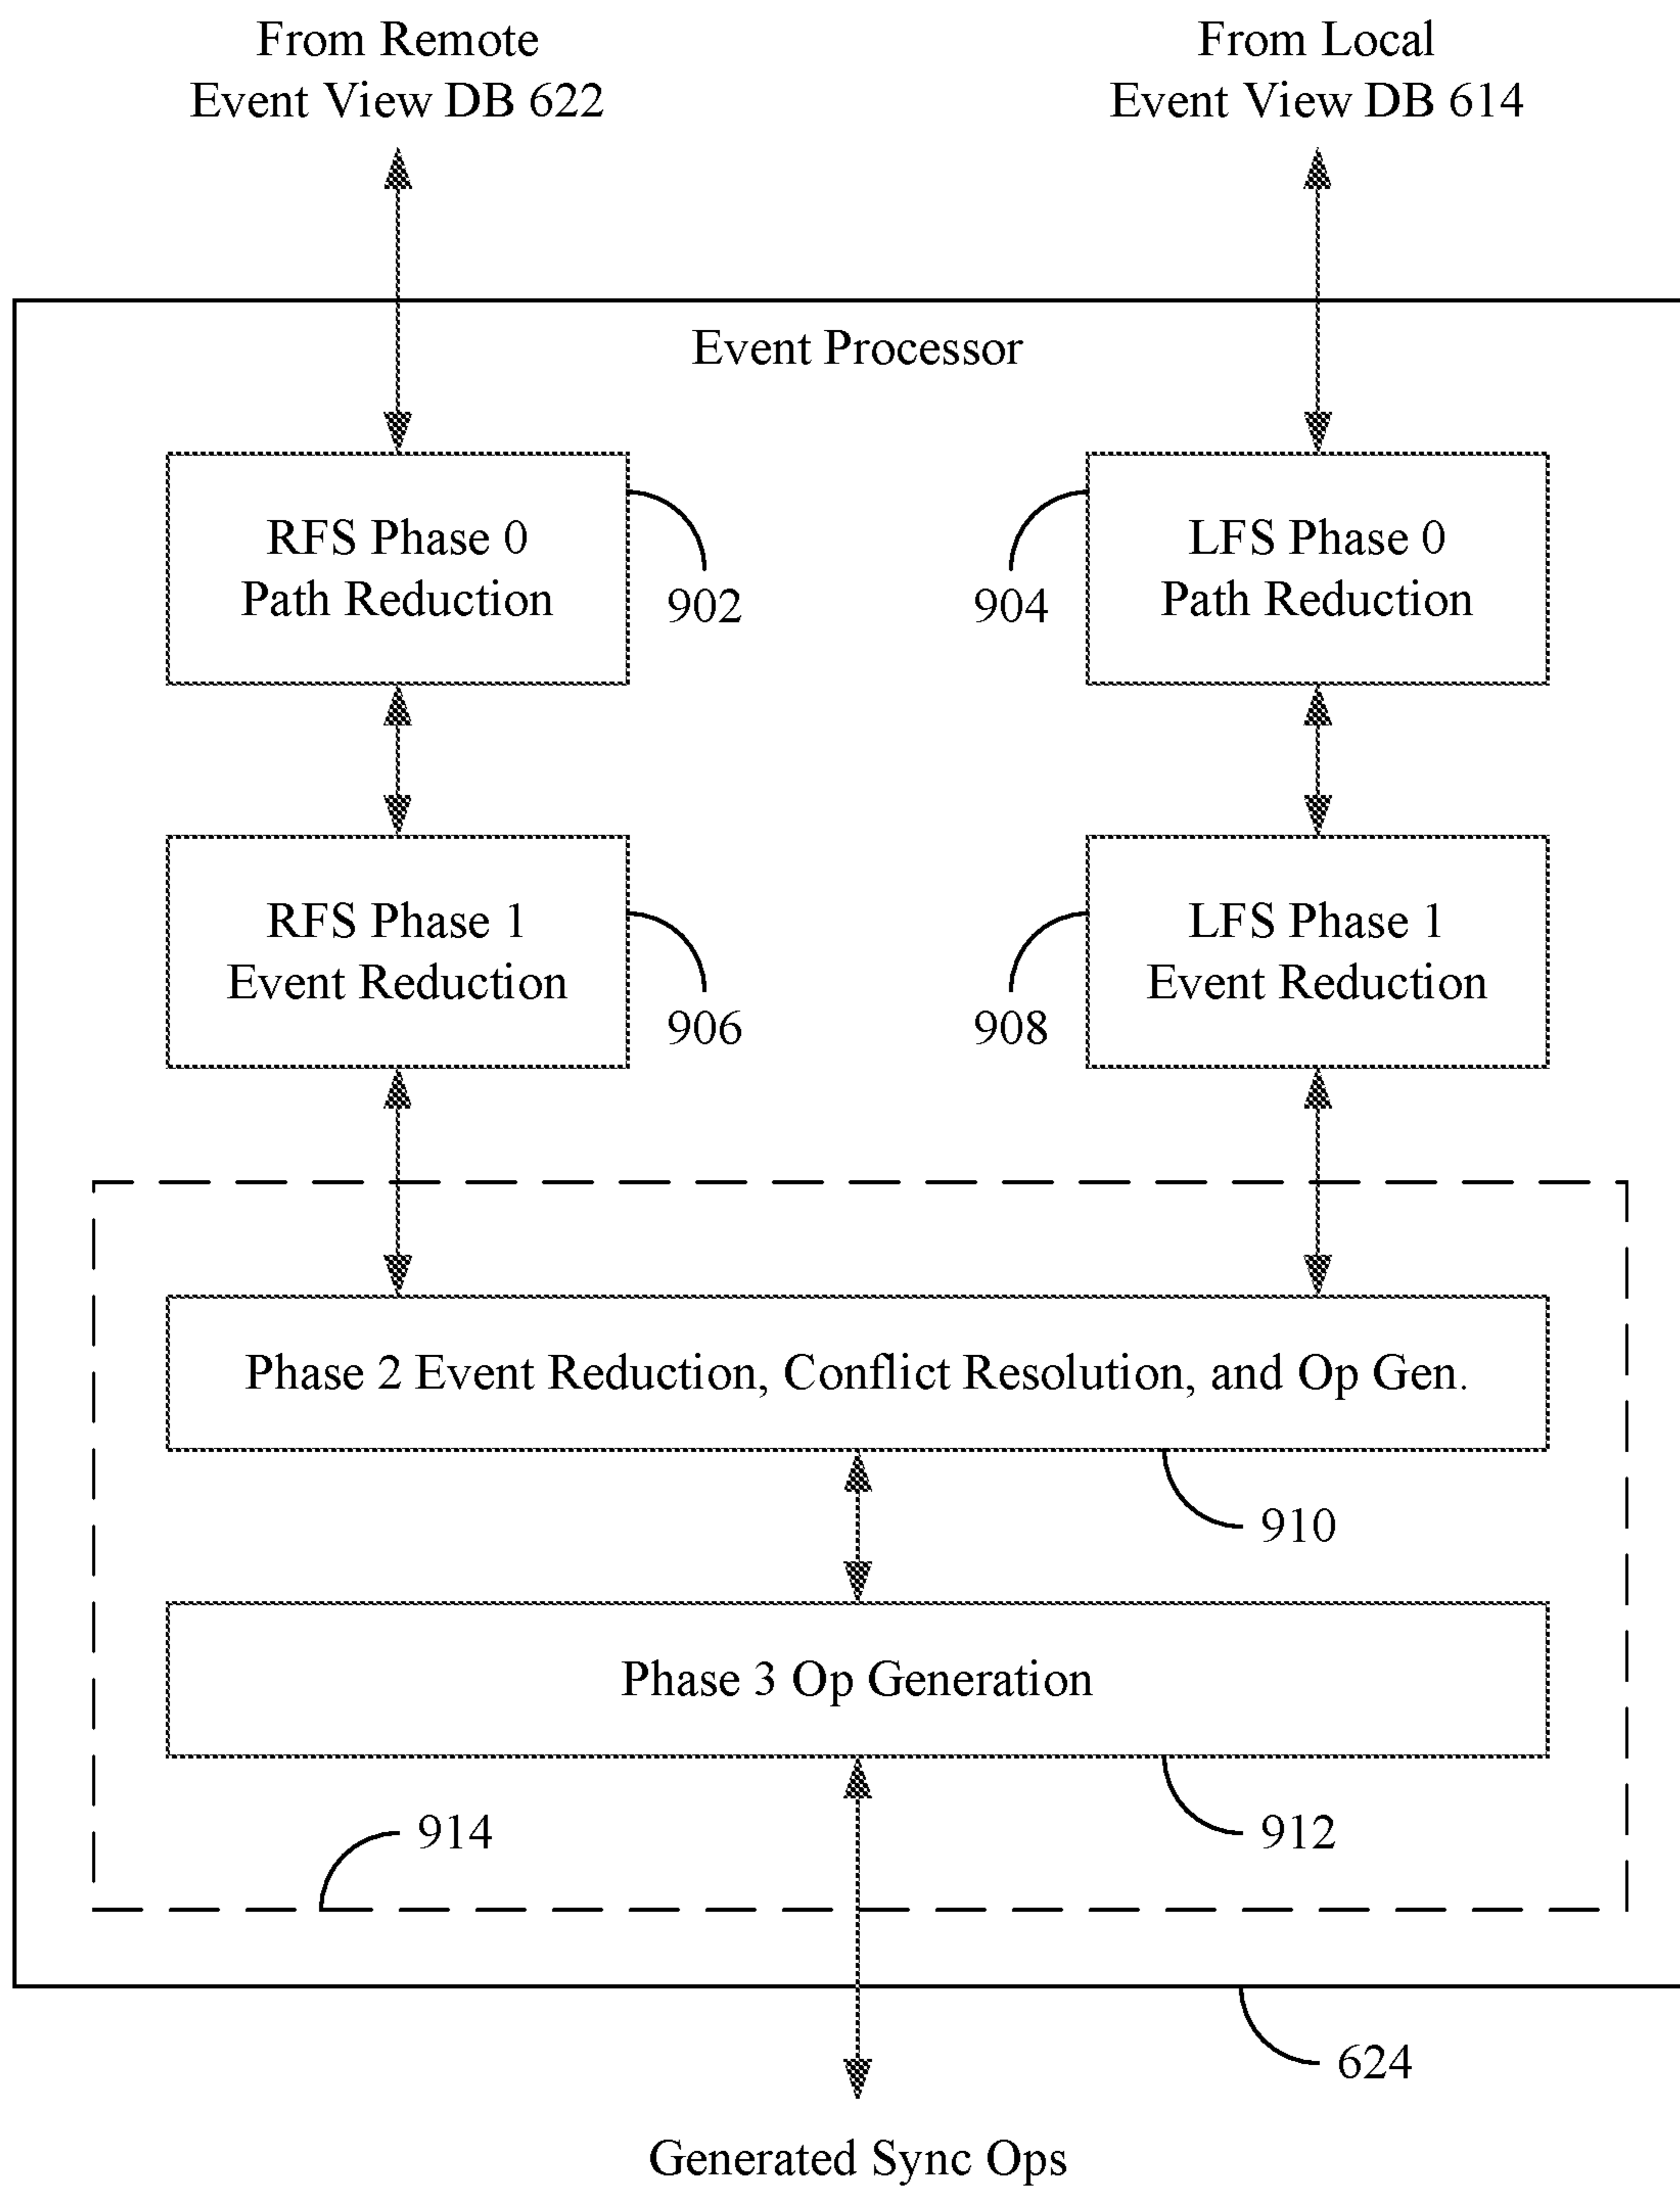 From Remote
Event View DB 622
From Local
Event View DB 614
Event Processor
RFS Phase 0
Path Reduction
902
904
LFS Phase 0
Path Reduction
RFS Phase 1
Event Reduction
906
908
LFS Phase 1
Event Reduction
Phase 2 Event Reduction, Conflict Resolution, and Op Gen.
910
Phase 3 Op Generation
914
912
624
Generated Sync Ops